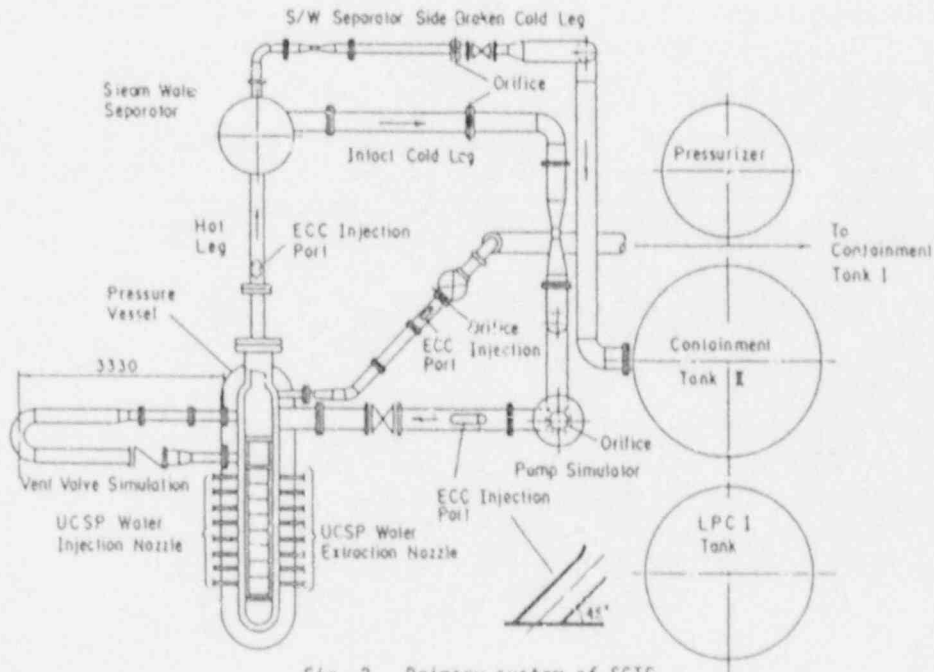 S/W Separator Side Broken Cold Leg
Steam Water
Separator
Orifice
Intact Cold Leg
Pressurizer
Hot
Leg
ECC Injection
Port
To
Containment
Tank I
Pressure
Vessel
Orifice
ECC Injection
Port
Containment
Tank II
3330
Orifice
Pump Simulator
Vent Valve Simulation
ECC Injection
Port
UCSP Water
Injection Nozzle
UCSP Water
Extraction Nozzle
LPCI
Tank
45°
Fig. 2 Primary system of SCTF